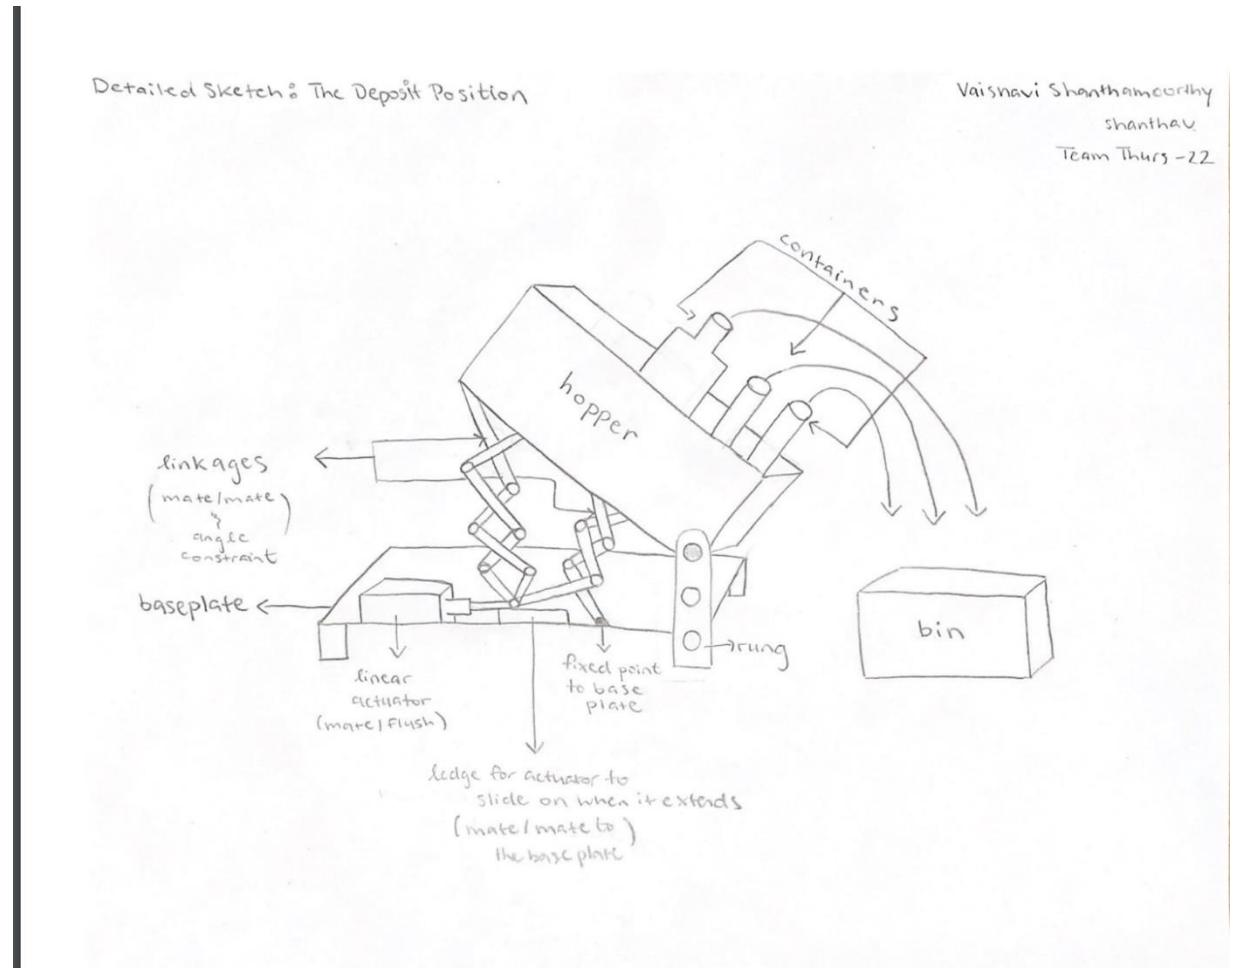 Detailed Sketch: The Deposit Position
Vaisnavi Shanthamoorthy
shanthav
Team Thurs-22
containers
hopper
linkages
(mate/mate
&
angle
constraint)
baseplate
bin
rung
linear
actuator
(mate/flush)
fixed point
to base
plate
ledge for actuator to
slide on when it extends
(mate/mate to)
the base plate